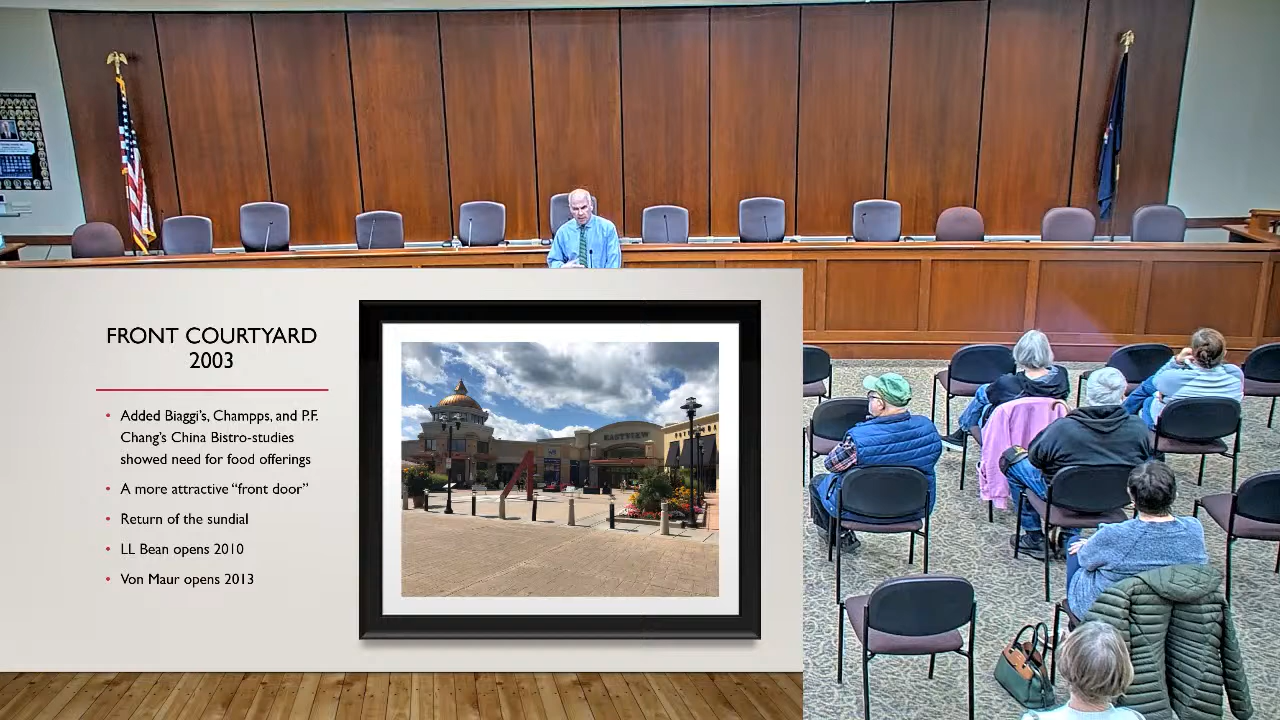 FRONT COURTYARD
2003
• Added Biaggi's, Champps, and P.F.
Chang's China Bistro-studies
showed need for food offerings
• A more attractive "front door"
• Return of the sundial
• LL Bean opens 2010
• Von Maur opens 2013
EASTVIEW